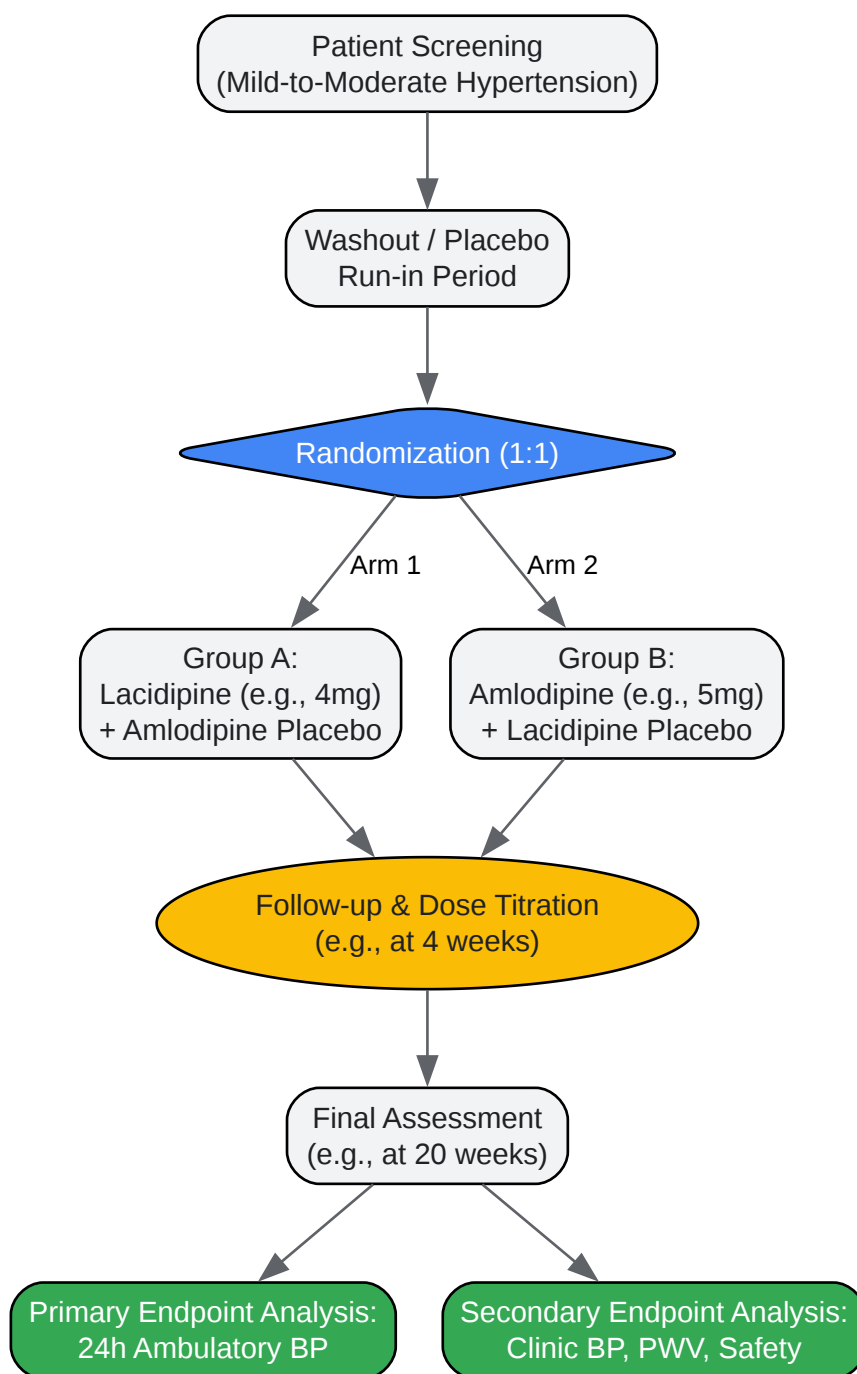 Patient Screening
(Mild-to-Moderate Hypertension)
Washout / Placebo
Run-in Period
Randomization (1:1)
Arm 1
Arm 2
Group A:
Lacidipine (e.g., 4mg)
+ Amlodipine Placebo
Group B:
Amlodipine (e.g., 5mg)
+ Lacidipine Placebo
Follow-up & Dose Titration
(e.g., at 4 weeks)
Final Assessment
(e.g., at 20 weeks)
Primary Endpoint Analysis:
24h Ambulatory BP
Secondary Endpoint Analysis:
Clinic BP, PWV, Safety